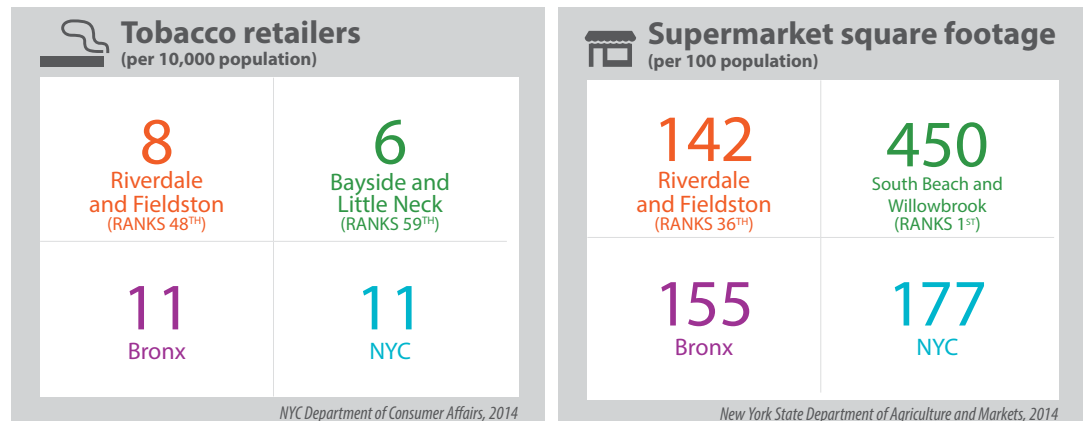 Tobacco retailers
(per 10,000 population)
8
Riverdale
and Fieldston
(RANKS 48TH)
6
Bayside and
Little Neck
(RANKS 59TH)
11
Bronx
11
NYC
NYC Department of Consumer Affairs, 2014
Supermarket square footage
(per 100 population)
142
Riverdale
and Fieldston
(RANKS 36TH)
450
South Beach and
Willowbrook
(RANKS 1ST)
155
Bronx
177
NYC
New York State Department of Agriculture and Markets, 2014